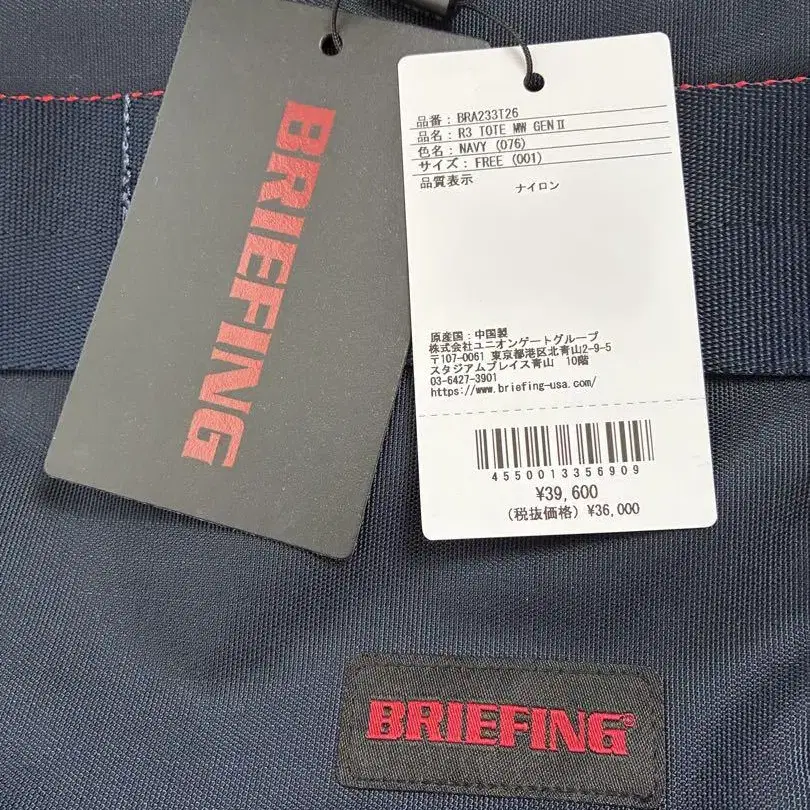 BRIEFING
品番：BRA233T26
品名：R3 TOTE MW GENⅡ
色名：NAVY (076)
サイズ：FREE (001)
品質表示
ナイロン
原産国：中国製
株式会社ユニオンゲートグループ
〒107-0061 東京都港区北青山2-9-5
スタジアムプレイス青山 10階
03-6427-3901
https://www.briefing-usa.com/
4550013356909
¥39,600
(税抜価格) ¥36,000
BRIEFING®